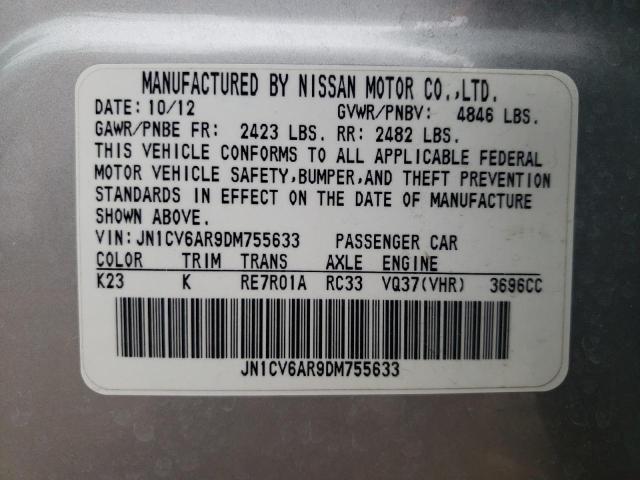 MANUFACTURED BY NISSAN MOTOR CO.,LTD.
DATE: 10/12 GVWR/PNBV: 4846 LBS.
GAWR/PNBE FR: 2423 LBS. RR: 2482 LBS.
THIS VEHICLE CONFORMS TO ALL APPLICABLE FEDERAL
MOTOR VEHICLE SAFETY,BUMPER,AND THEFT PREVENTION
STANDARDS IN EFFECT ON THE DATE OF MANUFACTURE
SHOWN ABOVE.
VIN:JN1CV6AR9DM755633 PASSENGER CAR
COLOR TRIM TRANS AXLE ENGINE
K23 K RE7R01A RC33 VQ37(VHR) 3696CC
JN1CV6AR9DM755633